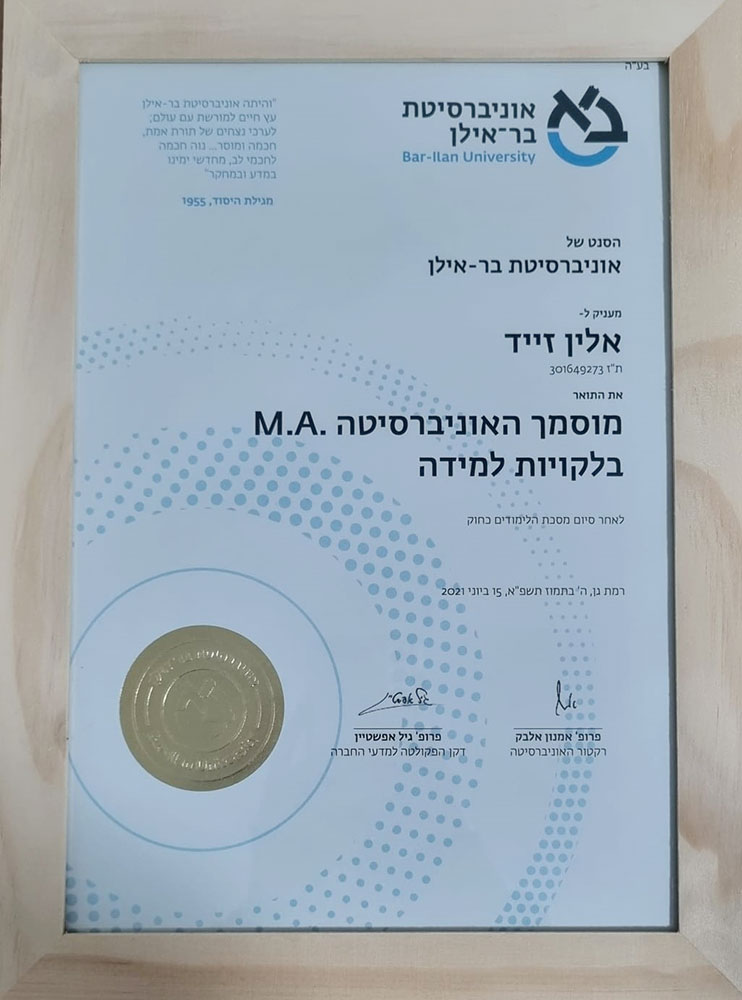 בע"ה
אוניברסיטת
בר-אילן
Bar-Ilan University
"והיתה אוניברסיטת בר-אילן
עץ חיים למורשת עם עולם;
לערכי נצחים של תורת אמת,
חכמה ומוסר... נוה חכמה
לחכמי לב, מחדשי ימינו
במדע ובמחקר"
מגילת היסוד, 1955
הסנט של
אוניברסיטת בר-אילן
מעניק ל-
אלין זייד
ת"ז 301649273
את התואר
מוסמך האוניברסיטה .M.A
בלקויות למידה
לאחר סיום מסכת הלימודים כחוק
רמת גן, ה' בתמוז תשפ"א, 15 ביוני 2021
פרופ' אמנון אלבק
רקטור האוניברסיטה
פרופ' גיל אפשטיין
דקן הפקולטה למדעי החברה